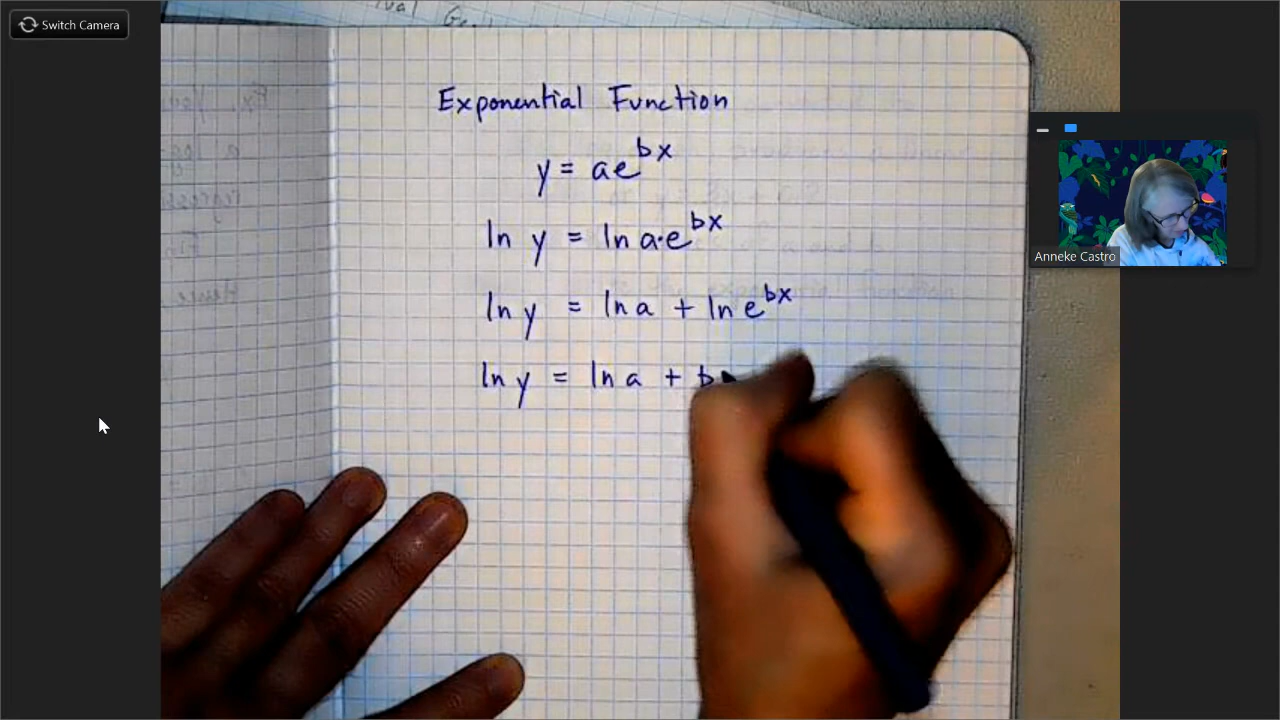 Switch Camera
Exponential Function
y = ae^bx
ln y = ln a·e^bx
ln y = ln a + ln e^bx
ln y = ln a + b
Anneke Castro